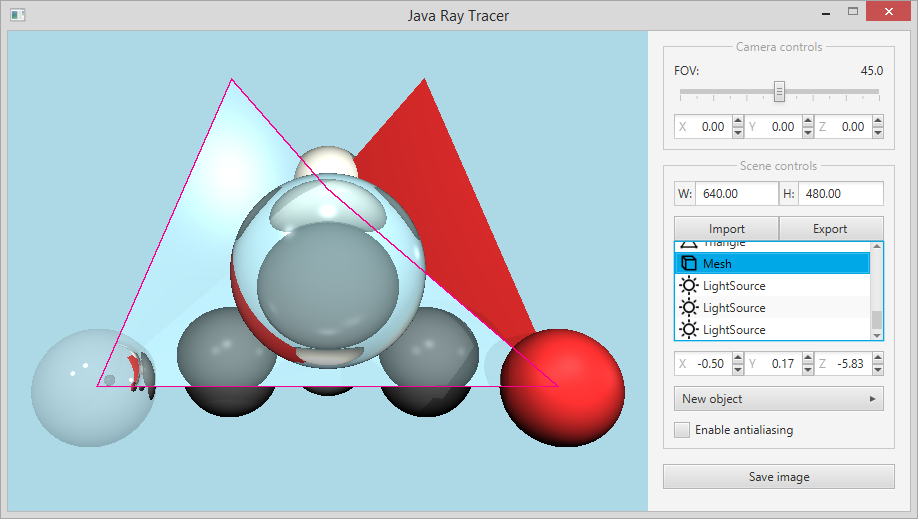 Java Ray Tracer
Camera controls
FOV: 45.0
X 0.00 Y 0.00 Z 0.00
Scene controls
W: 640.00 H: 480.00
Import Export
Triangle
Mesh
LightSource
LightSource
LightSource
X -0.50 Y 0.17 Z -5.83
New object
Enable antialiasing
Save image